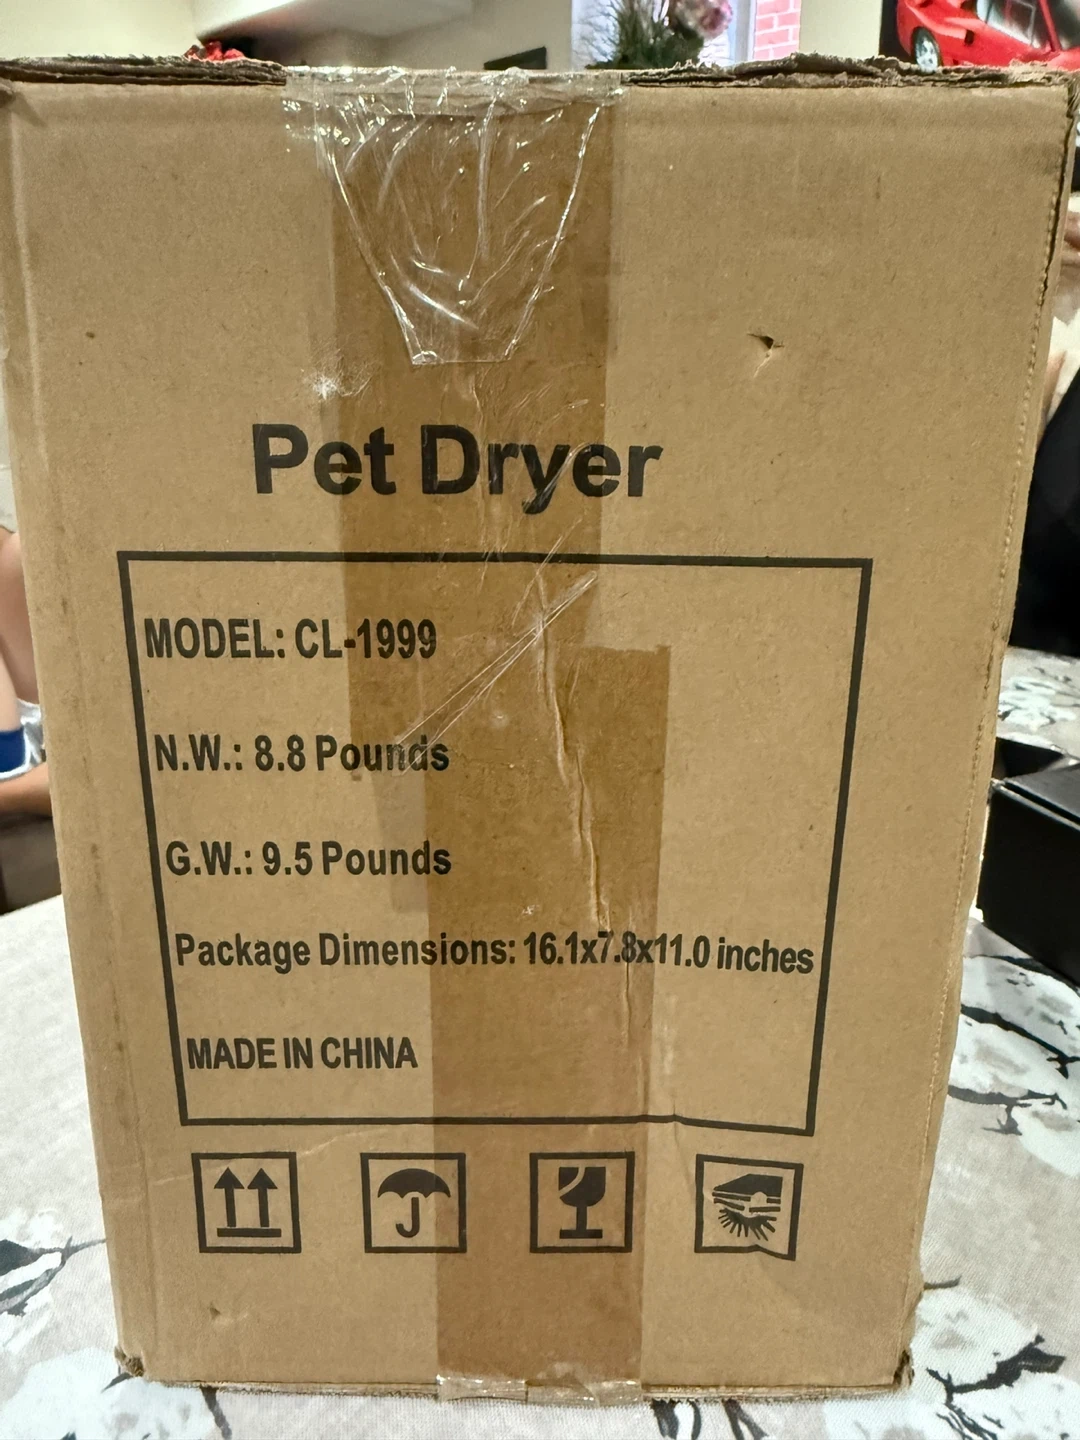 Pet Dryer
MODEL: CL-1999
N.W.: 8.8 Pounds
G.W.: 9.5 Pounds
Package Dimensions: 16.1x7.8x11.0 inches
MADE IN CHINA